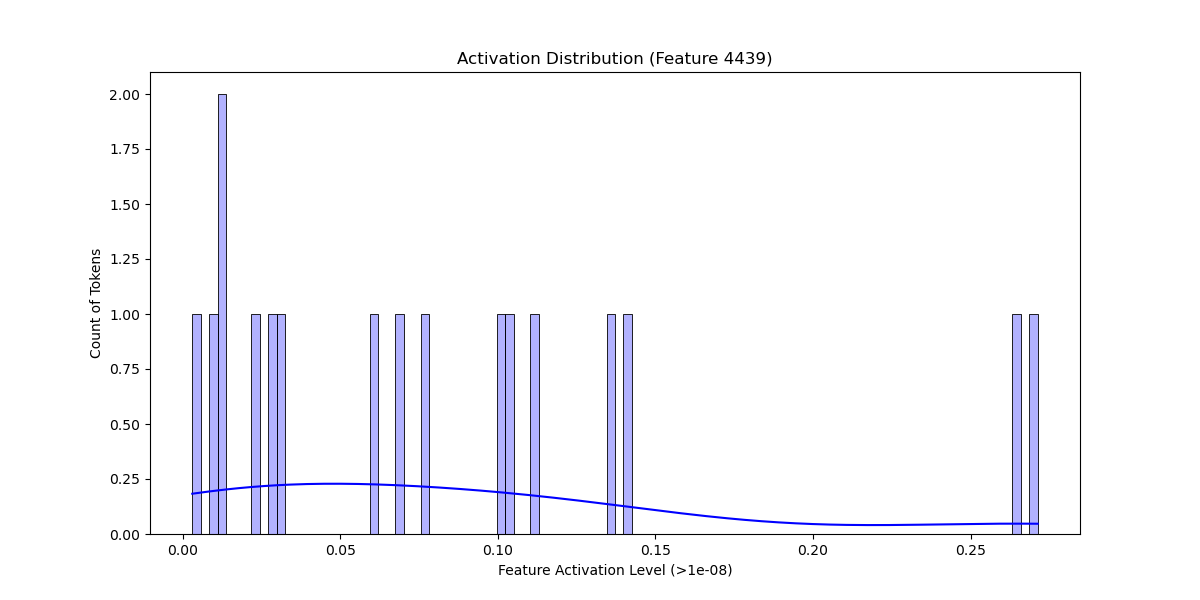 Activation Distribution (Feature 4439)
2.00
1.75
1.50
1.25
1.00
0.75
0.50
0.25
0.00
Count of Tokens
0.00 0.05 0.10 0.15 0.20 0.25
Feature Activation Level (>1e-08)